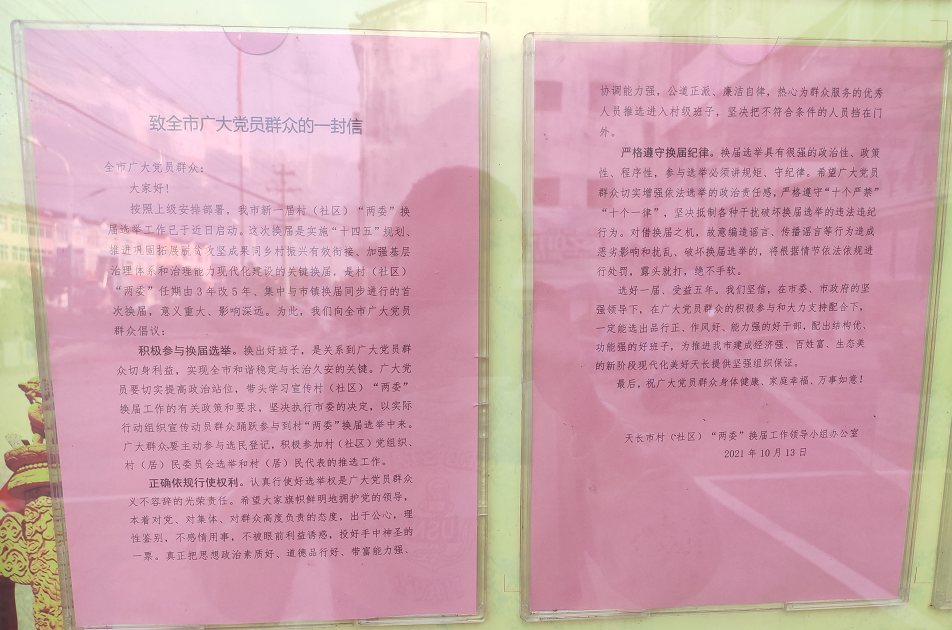 致全市广大党员群众的一封信
全市广大党员群众：
大家好！
按照上级安排部署，我市新一届村（社区）“两委”换
届选举工作已于近日启动。这次换届是实施“十四五”规划、
推进巩固拓展脱贫攻坚成果同乡村振兴有效衔接、加强基层
治理体系和治理能力现代化建设的关键换届，是村（社区）
“两委”任期由3年改5年、集中与市镇换届同步进行的首
次换届，意义重大、影响深远。为此，我们向全市广大党员
群众倡议：
积极参与换届选举。换出好班子，是关系到广大党员群
众切身利益，实现全市和谐稳定与长治久安的关键。广大党
员要切实提高政治站位，带头学习宣传村（社区）“两委”
换届工作的有关政策和要求，坚决执行市委的决定，以实际
行动组织宣传动员群众踊跃参与到村“两委”换届选举中来。
广大群众要主动参与选民登记，积极参加村（社区）党组织、
村（居）民委员会选举和村（居）民代表的推选工作。
正确依规行使权利。认真行使好选举权是广大党员群众
义不容辞的光荣责任。希望大家旗帜鲜明地拥护党的领导，
本着对党、对集体、对群众高度负责的态度，出于公心，理
性鉴别，不感情用事，不被眼前利益诱惑，投好手中神圣的
一票。真正把思想政治素质好、道德品行好、带富能力强、
协调能力强，公道正派、廉洁自律，热心为群众服务的优秀
人员推选进入村级班子，坚决把不符合条件的人员挡在门
外。
严格遵守换届纪律。换届选举具有很强的政治性、政策
性、程序性，参与选举必须讲规矩、守纪律。希望广大党员
群众切实增强依法选举的政治责任感，严格遵守“十个严禁”
“十个一律”，坚决抵制各种干扰破坏换届选举的违法违纪
行为。对借换届之机，故意编造谣言、传播谣言等行为造成
恶劣影响和扰乱、破坏换届选举的，将根据情节依法依规进
行处罚，露头就打，绝不手软。
选好一届、受益五年。我们坚信，在市委、市政府的坚
强领导下，在广大党员群众的积极参与和大力支持配合下，
一定能选出品行正、作风好、能力强的好干部，配出结构优、
功能强的好班子，为推进我市建成经济强、百姓富、生态美
的新阶段现代化美好天长提供坚强组织保证。
最后，祝广大党员群众身体健康、家庭幸福、万事如意！
天长市村（社区）“两委”换届工作领导小组办公室
2021年10月13日